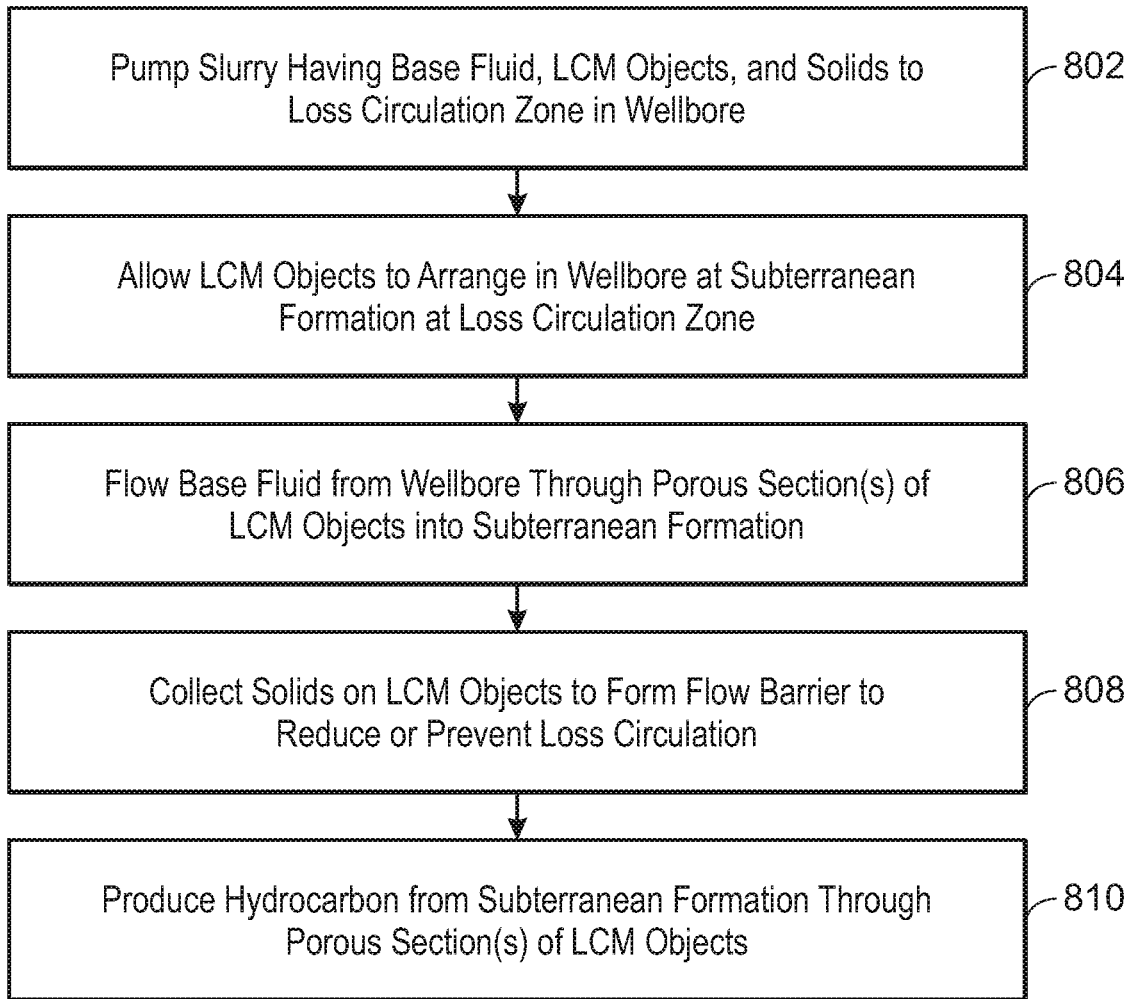 Pump Slurry Having Base Fluid, LCM Objects, and Solids to
Loss Circulation Zone in Wellbore
802
Allow LCM Objects to Arrange in Wellbore at Subterranean
Formation at Loss Circulation Zone
804
Flow Base Fluid from Wellbore Through Porous Section(s) of
LCM Objects into Subterranean Formation
806
Collect Solids on LCM Objects to Form Flow Barrier to
Reduce or Prevent Loss Circulation
808
Produce Hydrocarbon from Subterranean Formation Through
Porous Section(s) of LCM Objects
810